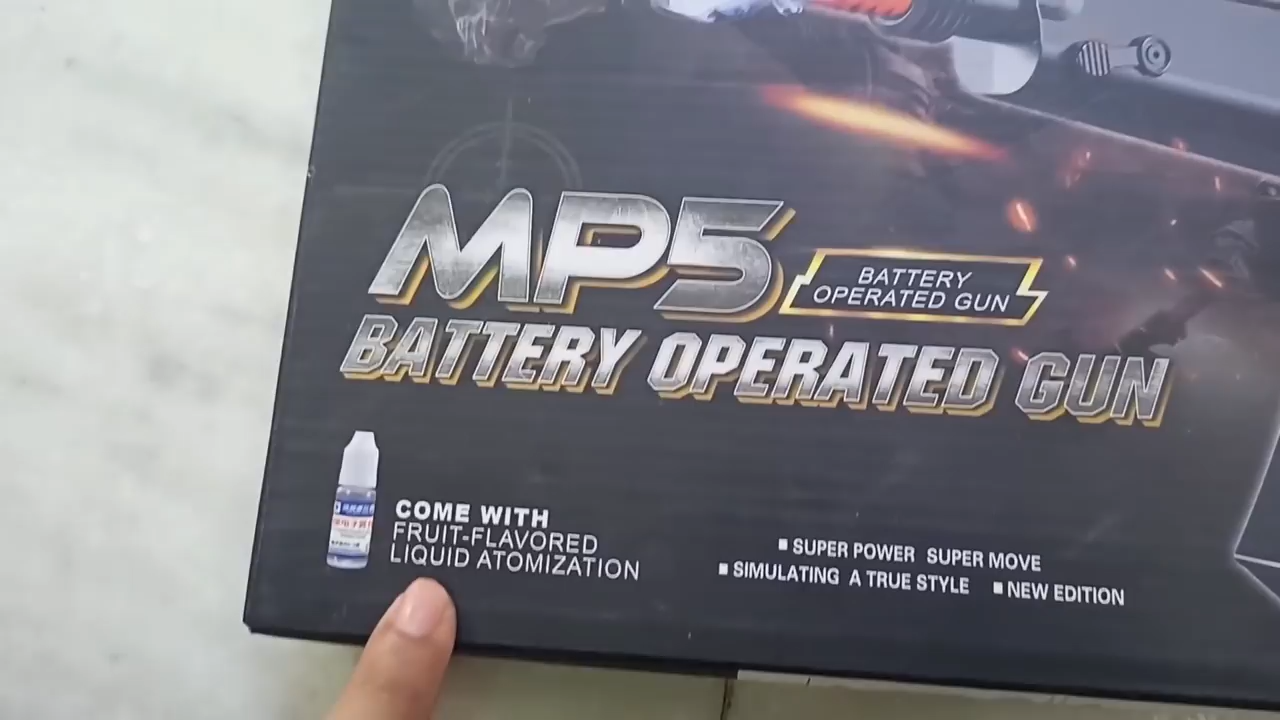 MP5
BATTERY
OPERATED GUN
BATTERY OPERATED GUN
COME WITH
FRUIT-FLAVORED
LIQUID ATOMIZATION
▪SUPER POWER SUPER MOVE
▪SIMULATING A TRUE STYLE ▪NEW EDITION